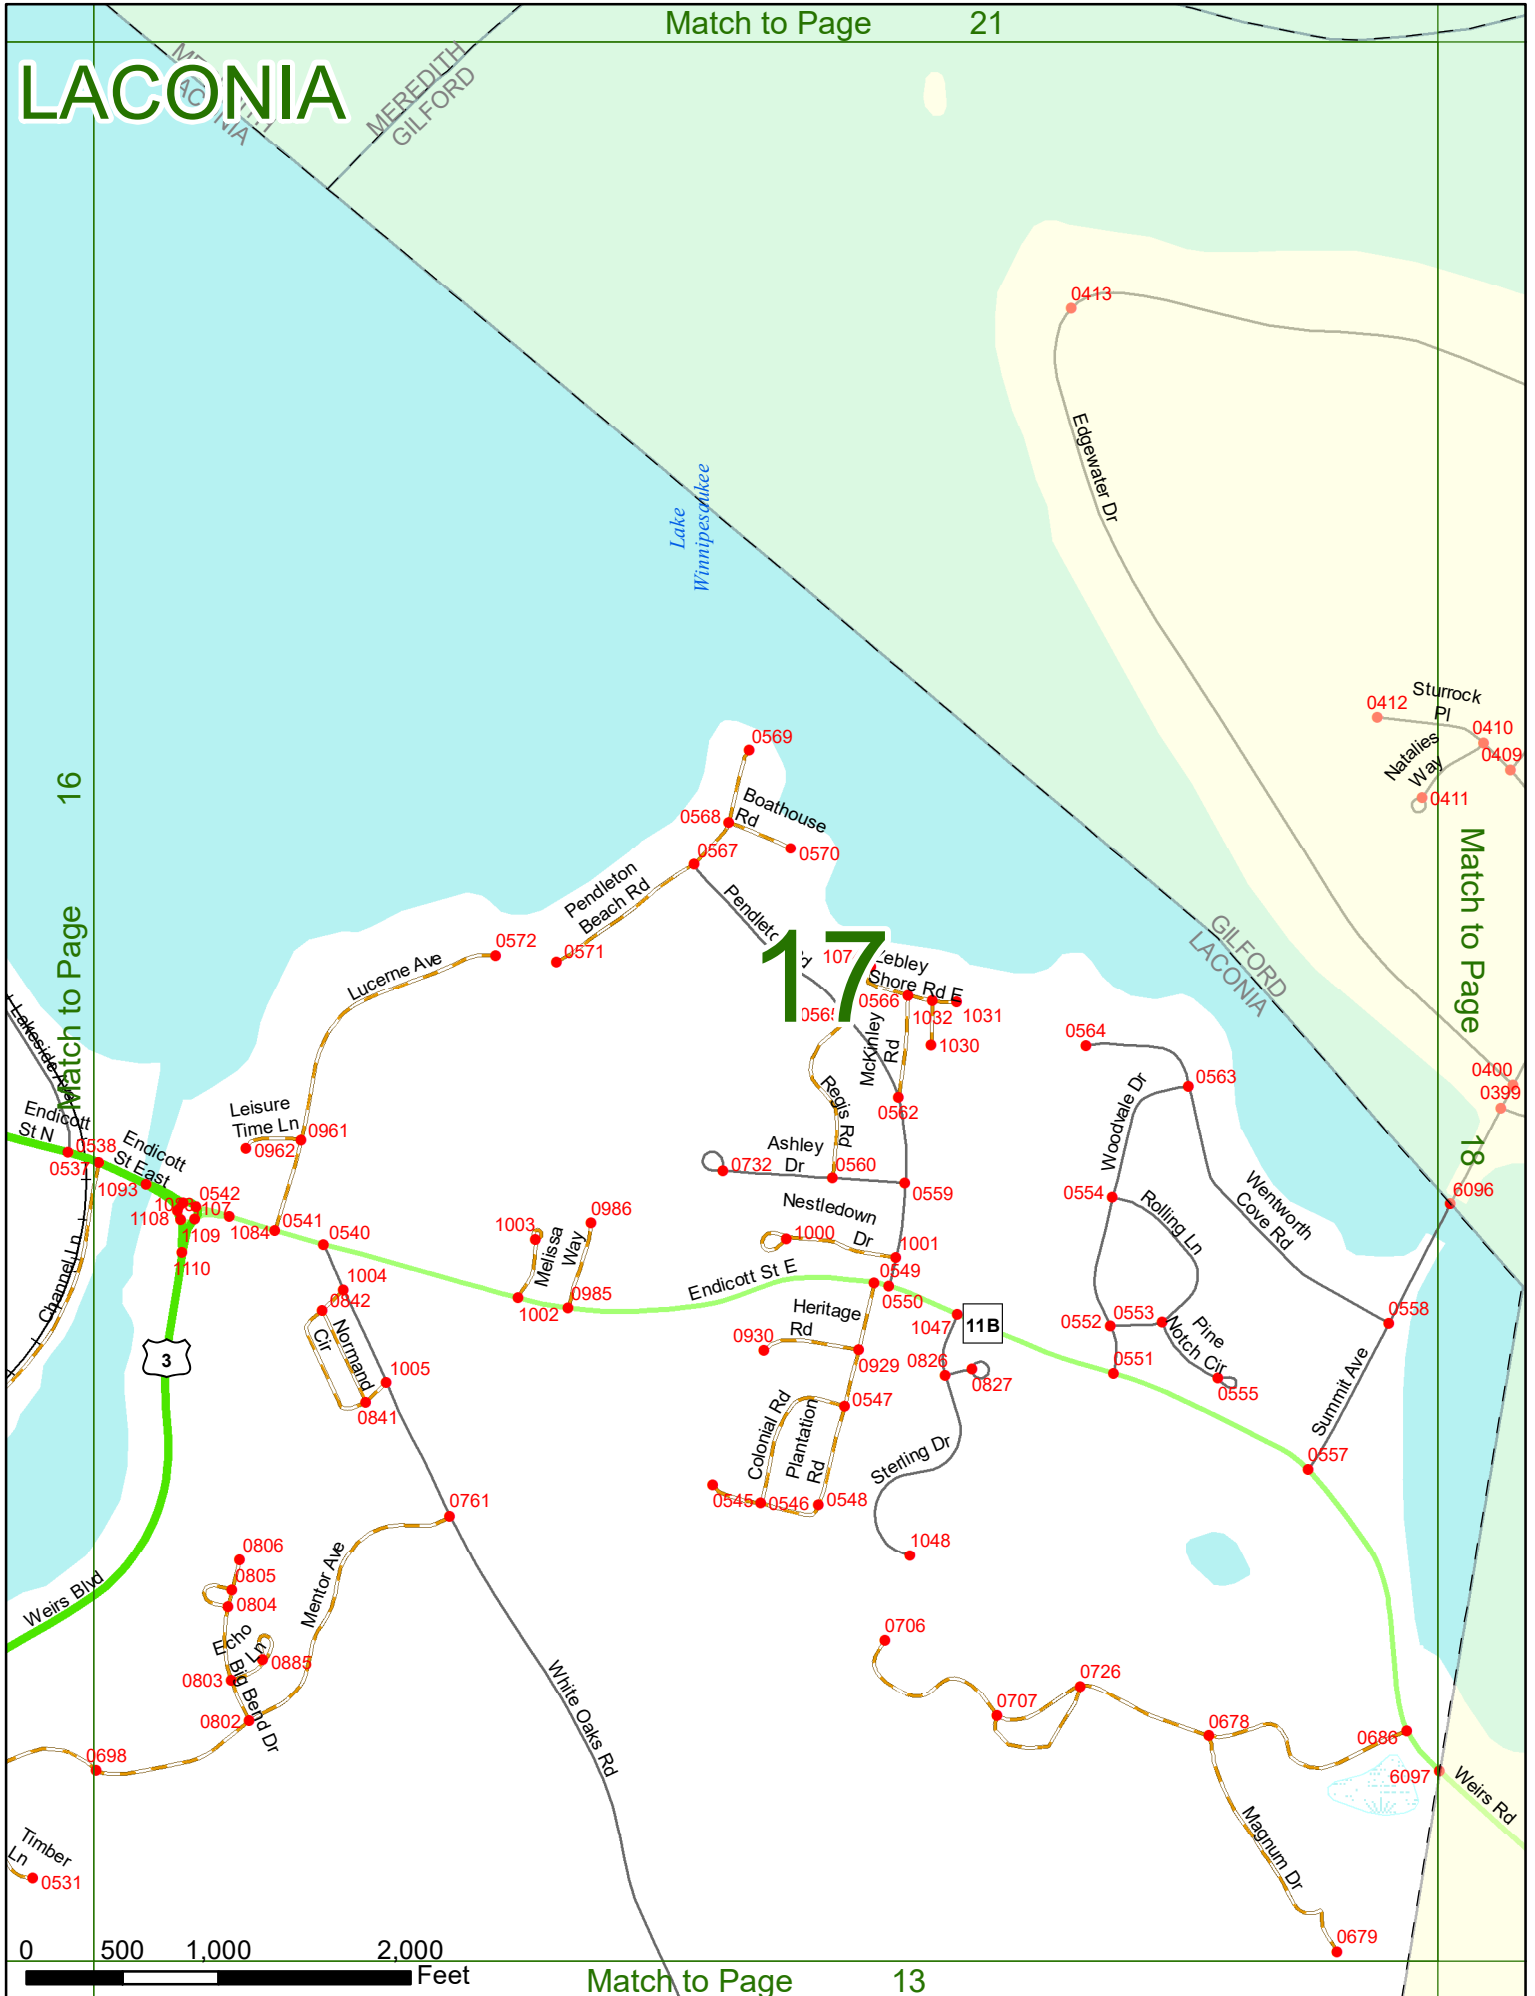 Match to Page 21
LACONIA
MEREDITH
LACONIA
MEREDITH
GILFORD
0413
Edgewater Dr
Lake
Winnipesaukee
Sturrock
Pl
0412
0410
0409
Natalies
Way
0411
0569
Boathouse
Rd
0568
0570
0567
Match to Page 16
Match to Page 18
Pendleton
Beach Rd
0571
0572
Lucerne Ave
17
GILFORD
LACONIA
Shore Rd E
0566
1032
1031
1030
McKinley
Rd
0565
0562
0564
0563
0400
0399
Lakeside Ave
Endicott
St N
0538
0537
Endicott
St East
1093
Leisure
Time Ln
0961
0962
0542
1108
1109
1110
1084
0541
0540
Channel Ln
Regis Rd
Ashley
Dr
0732
0560
0559
Woodvale Dr
0554
Rolling Ln
Wentworth
Cove Rd
6096
1003
Melissa
Way
0986
Nestledown
Dr
1000
1001
0549
0550
Endicott St E
1002
0985
1004
0842
Normand
Cir
1005
0841
3
Heritage
Rd
0930
0929
1047
11B
0826
0827
0552
0553
Pine
Notch Cir
0551
0555
0558
Summit Ave
0557
0547
Colonial Rd
Plantation
Rd
0545
0546
0548
Sterling Dr
1048
0761
Mentor Ave
0806
0805
0804
Echo
Ln
0885
0803
Big Bend Dr
0802
0698
Weirs Blvd
White Oaks Rd
0706
0707
0726
0678
0686
6097
Weirs Rd
Magnum Dr
0679
Timber
Ln
0531
0 500 1,000 2,000
Feet
Match to Page 13